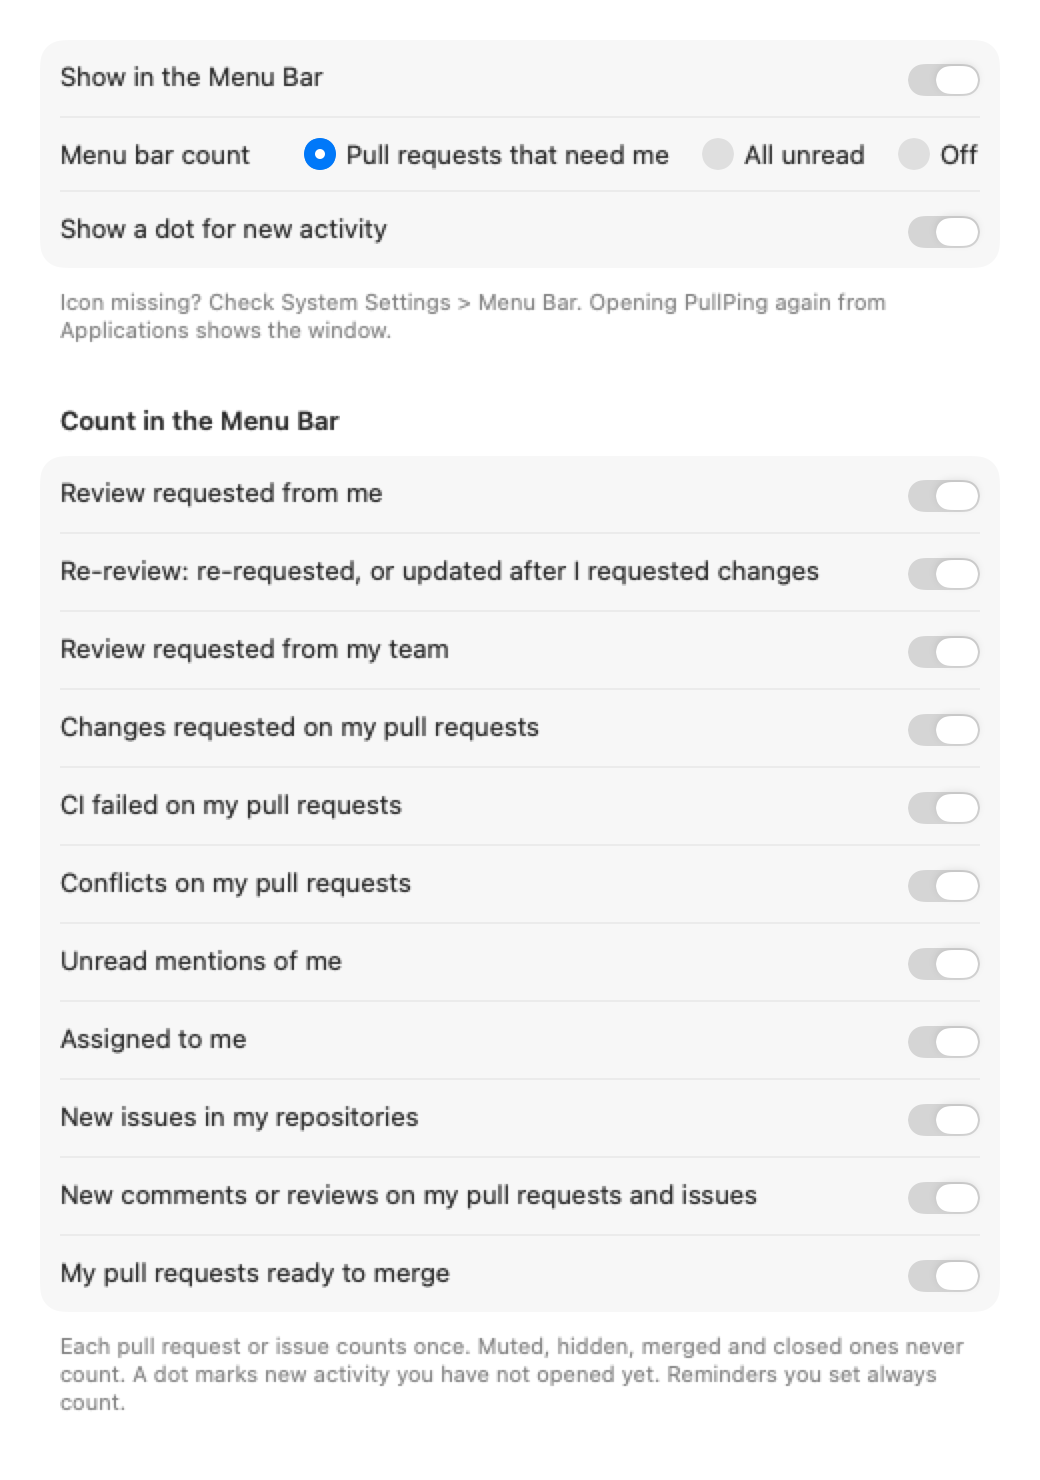 Show in the Menu Bar
Menu bar count Pull requests that need me All unread Off
Show a dot for new activity
Icon missing? Check System Settings > Menu Bar. Opening PullPing again from
Applications shows the window.
Count in the Menu Bar
Review requested from me
Re-review: re-requested, or updated after I requested changes
Review requested from my team
Changes requested on my pull requests
CI failed on my pull requests
Conflicts on my pull requests
Unread mentions of me
Assigned to me
New issues in my repositories
New comments or reviews on my pull requests and issues
My pull requests ready to merge
Each pull request or issue counts once. Muted, hidden, merged and closed ones never
count. A dot marks new activity you have not opened yet. Reminders you set always
count.